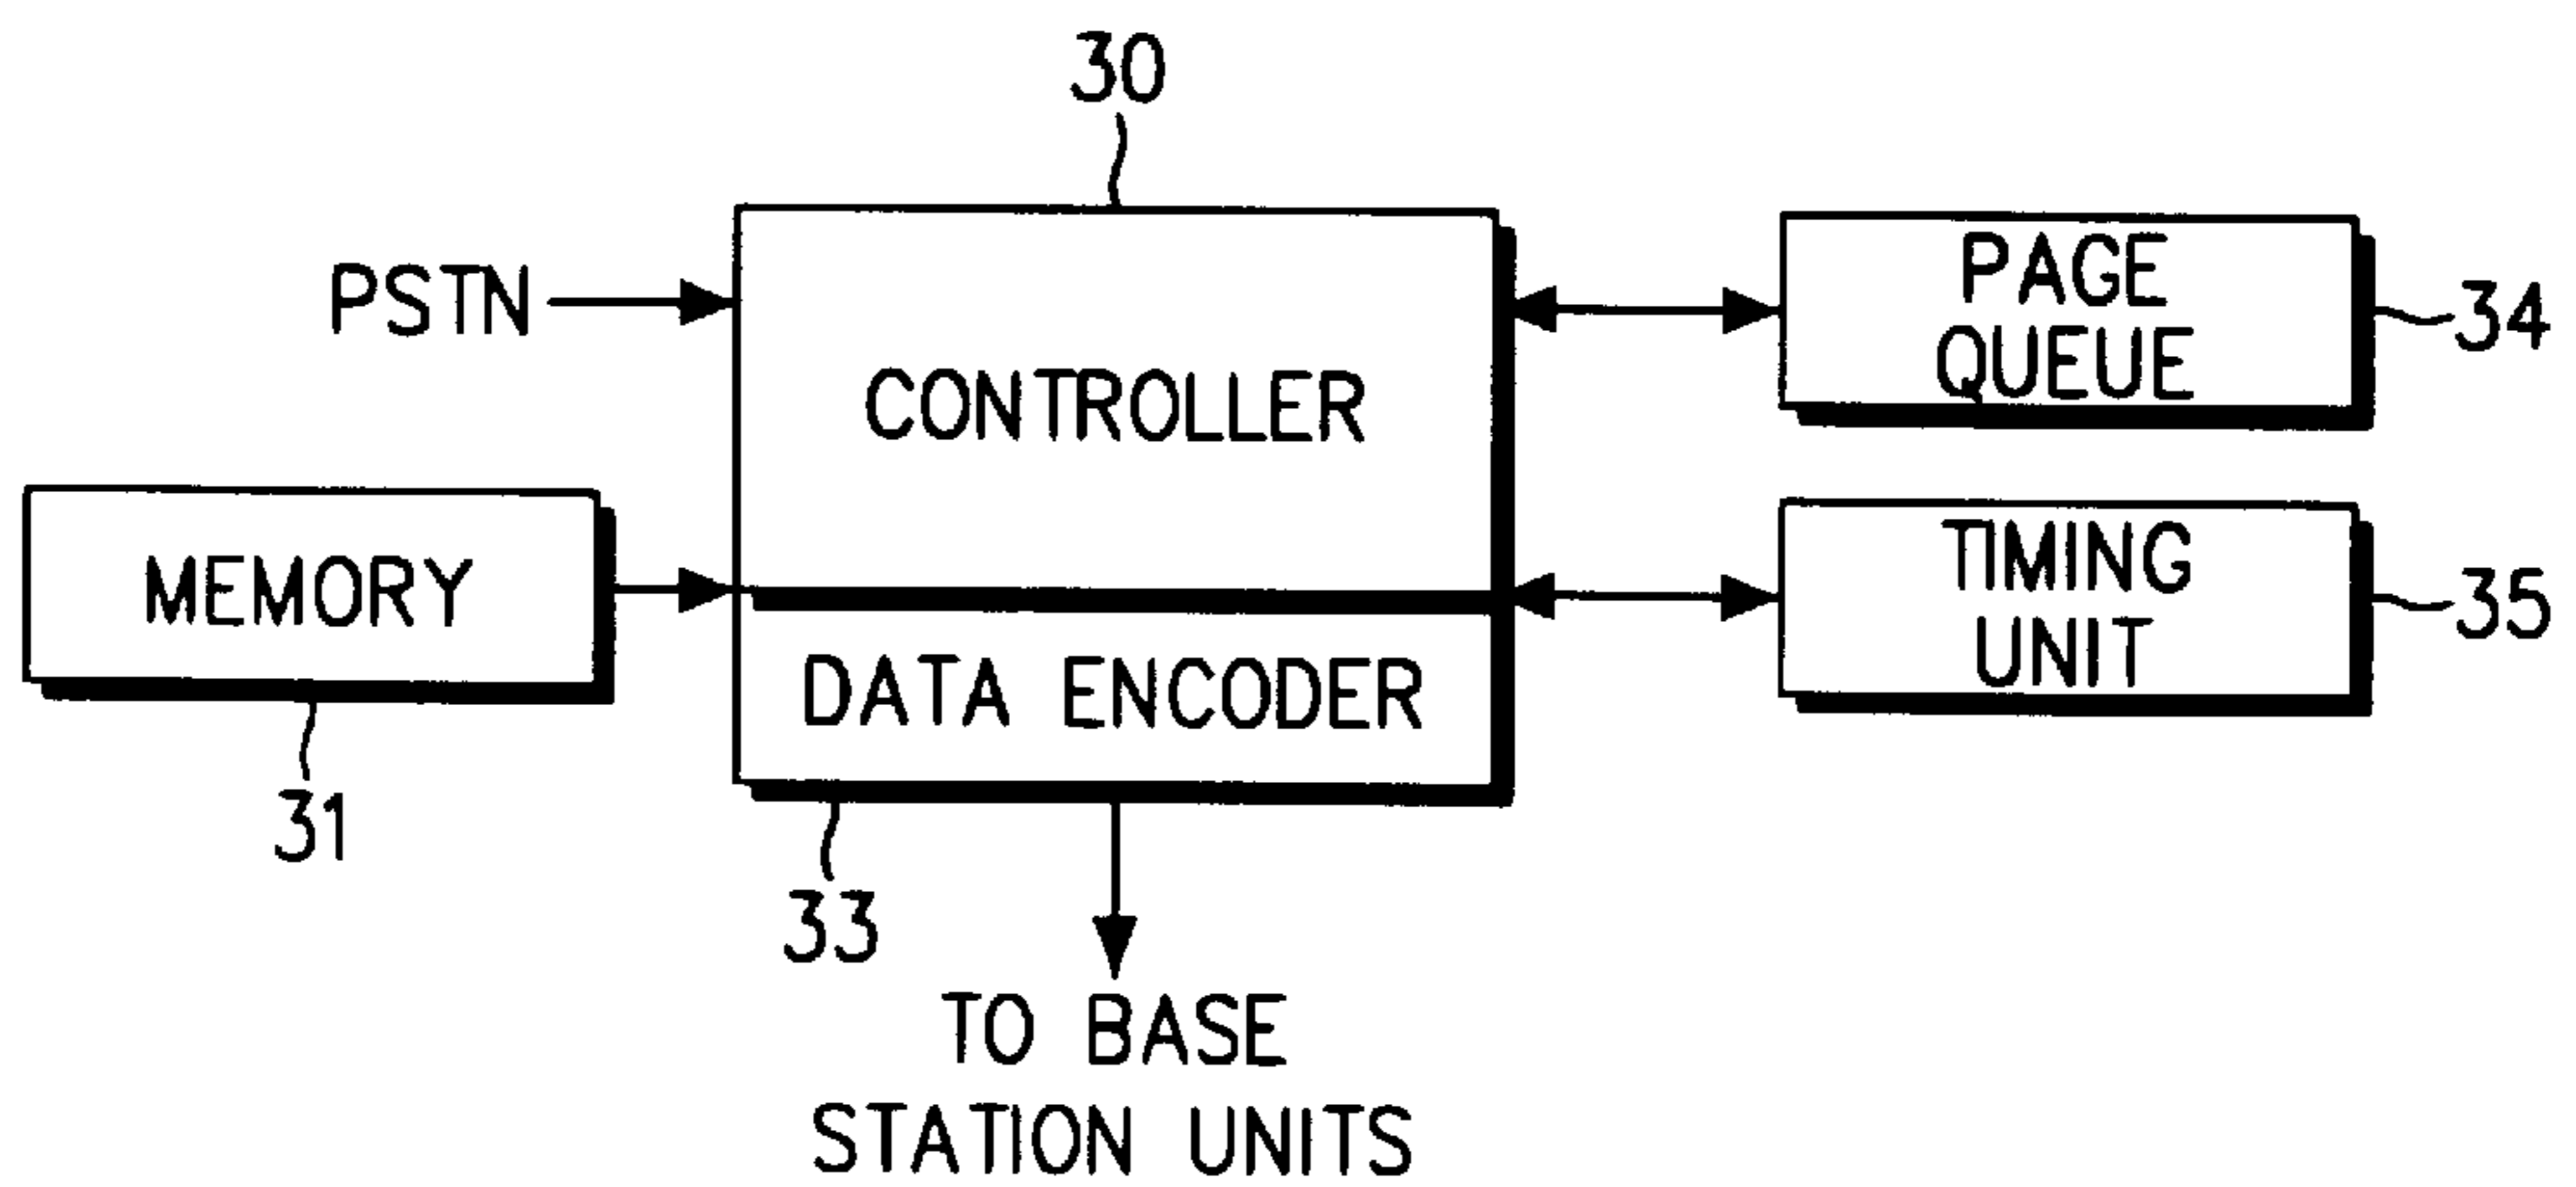 30
PSTN
CONTROLLER
PAGE
QUEUE
34
MEMORY
31
DATA ENCODER
33
TIMING
UNIT
35
TO BASE
STATION UNITS